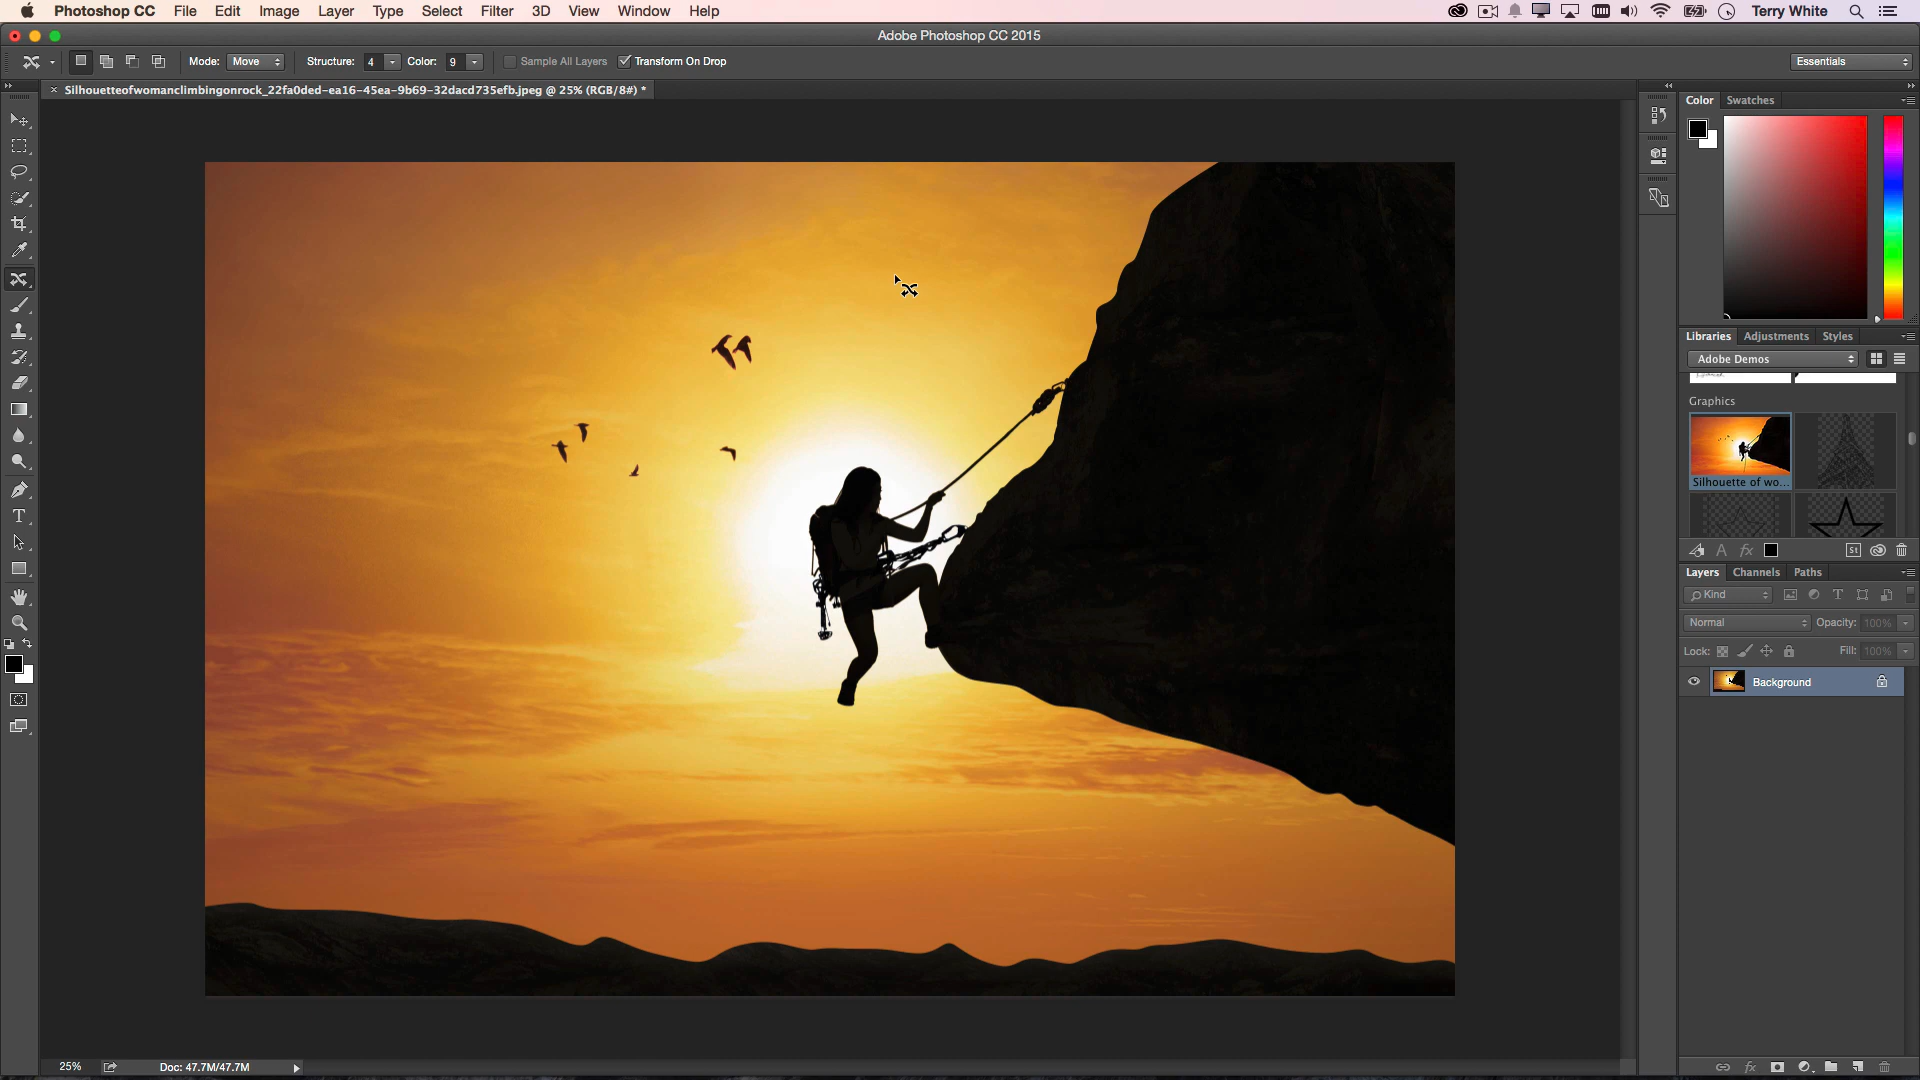 Photoshop CC File Edit Image Layer Type Select Filter 3D View Window Help Terry White
Adobe Photoshop CC 2015
Mode: Move Structure: 4 Color: 9 Sample All Layers Transform On Drop Essentials
× Silhouetteofwomanclimbingonrock_22fa0ded-ea16-45ea-9b69-32dacd735efb.jpeg @ 25% (RGB/8#) *
Color Swatches
Libraries Adjustments Styles
Adobe Demos
Graphics
Silhouette of wo...
A fx St
Layers Channels Paths
Kind T
Normal Opacity: 100%
Lock: Fill: 100%
Background
T
25% Doc: 47.7M/47.7M fx